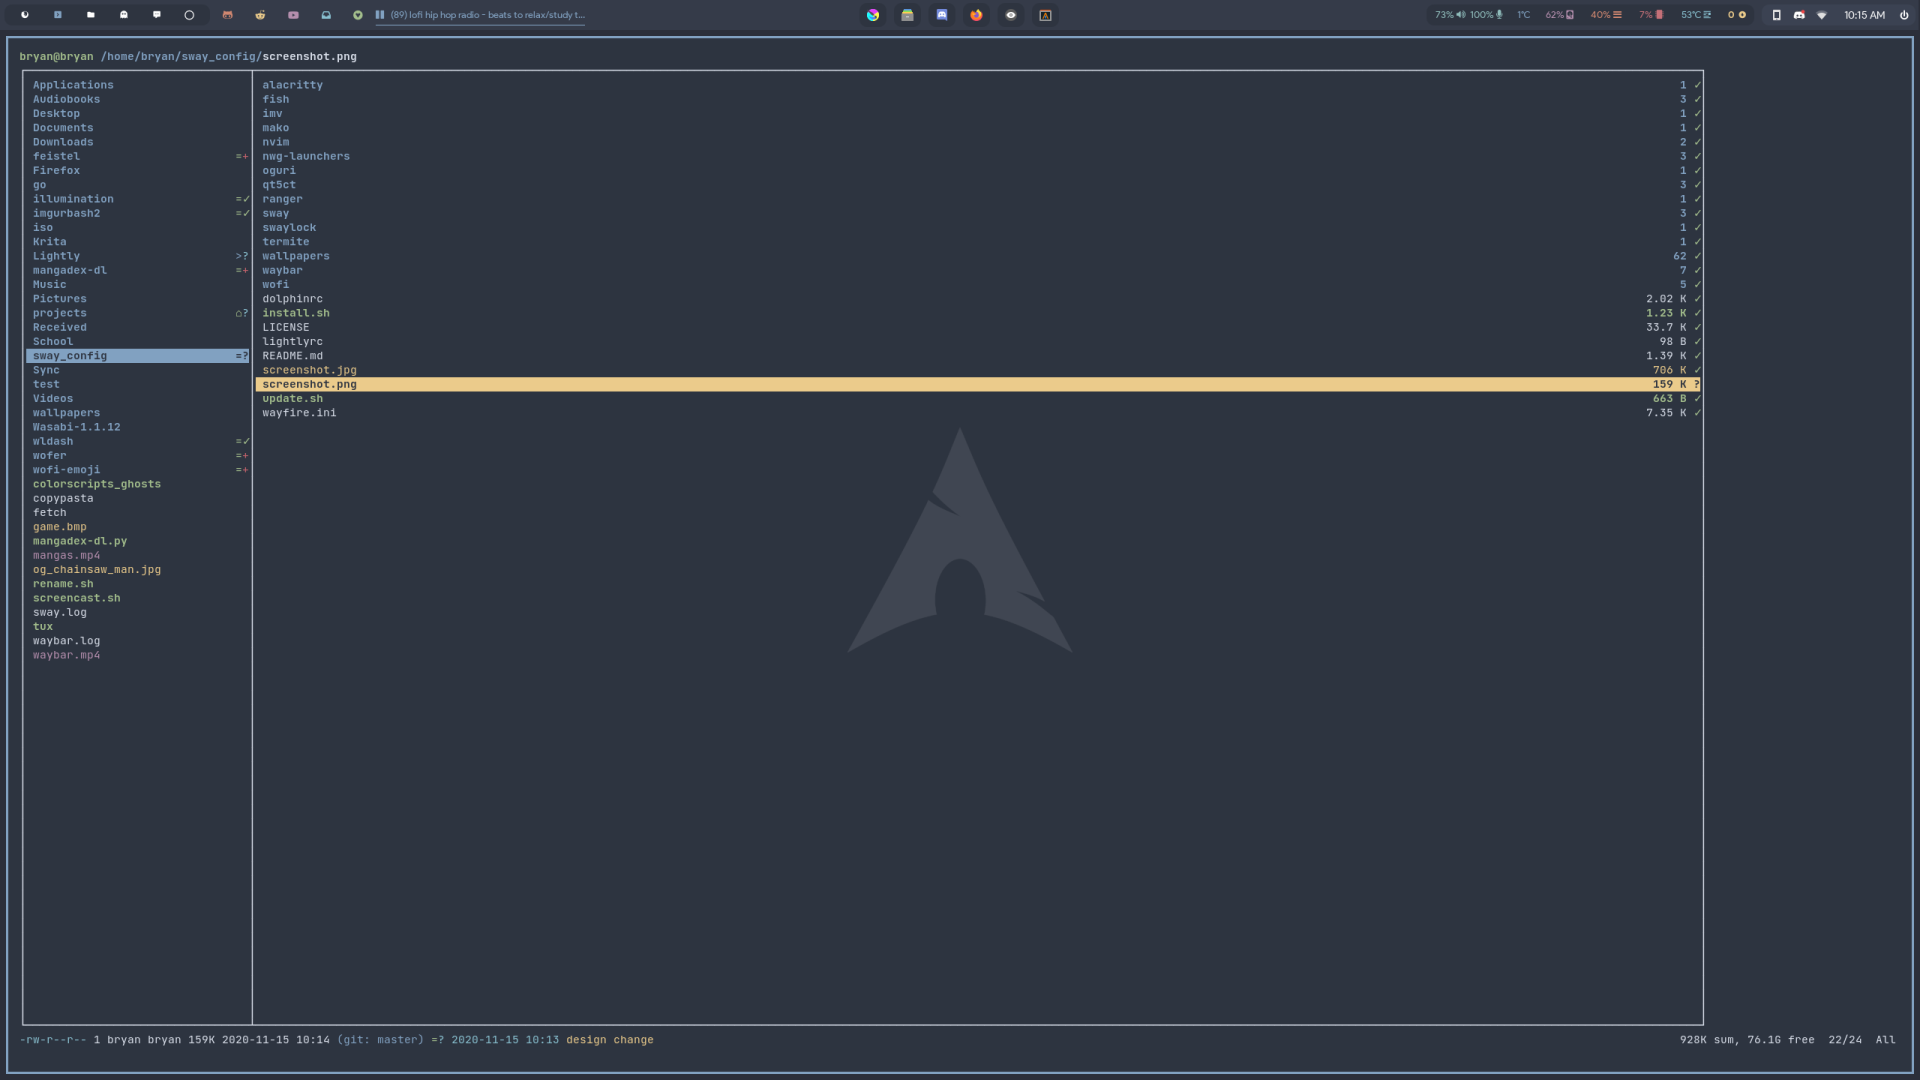 (89) lofi hip hop radio - beats to relax/study t...
73% 100% 1°C 62% 40% 7% 53°C 0 10:15 AM
bryan@bryan /home/bryan/sway_config/screenshot.png
Applications
Audiobooks
Desktop
Documents
Downloads
feistel =+
Firefox
go
illumination =✓
imgurbash2 =✓
iso
Krita
Lightly >?
mangadex-dl =+
Music
Pictures
projects ⌂?
Received
School
sway_config =?
Sync
test
Videos
wallpapers
Wasabi-1.1.12
wldash =✓
wofer =+
wofi-emoji =+
colorscripts_ghosts
copypasta
fetch
game.bmp
mangadex-dl.py
mangas.mp4
og_chainsaw_man.jpg
rename.sh
screencast.sh
sway.log
tux
waybar.log
waybar.mp4
alacritty 1 ✓
fish 3 ✓
imv 1 ✓
mako 1 ✓
nvim 2 ✓
nwg-launchers 3 ✓
oguri 1 ✓
qt5ct 3 ✓
ranger 1 ✓
sway 3 ✓
swaylock 1 ✓
termite 1 ✓
wallpapers 62 ✓
waybar 7 ✓
wofi 5 ✓
dolphinrc 2.02 K ✓
install.sh 1.23 K ✓
LICENSE 33.7 K ✓
lightlyrc 98 B ✓
README.md 1.39 K ✓
screenshot.jpg 706 K ✓
screenshot.png 159 K ?
update.sh 663 B ✓
wayfire.ini 7.35 K ✓
-rw-r--r-- 1 bryan bryan 159K 2020-11-15 10:14 (git: master) =? 2020-11-15 10:13 design change 928K sum, 76.1G free 22/24 All